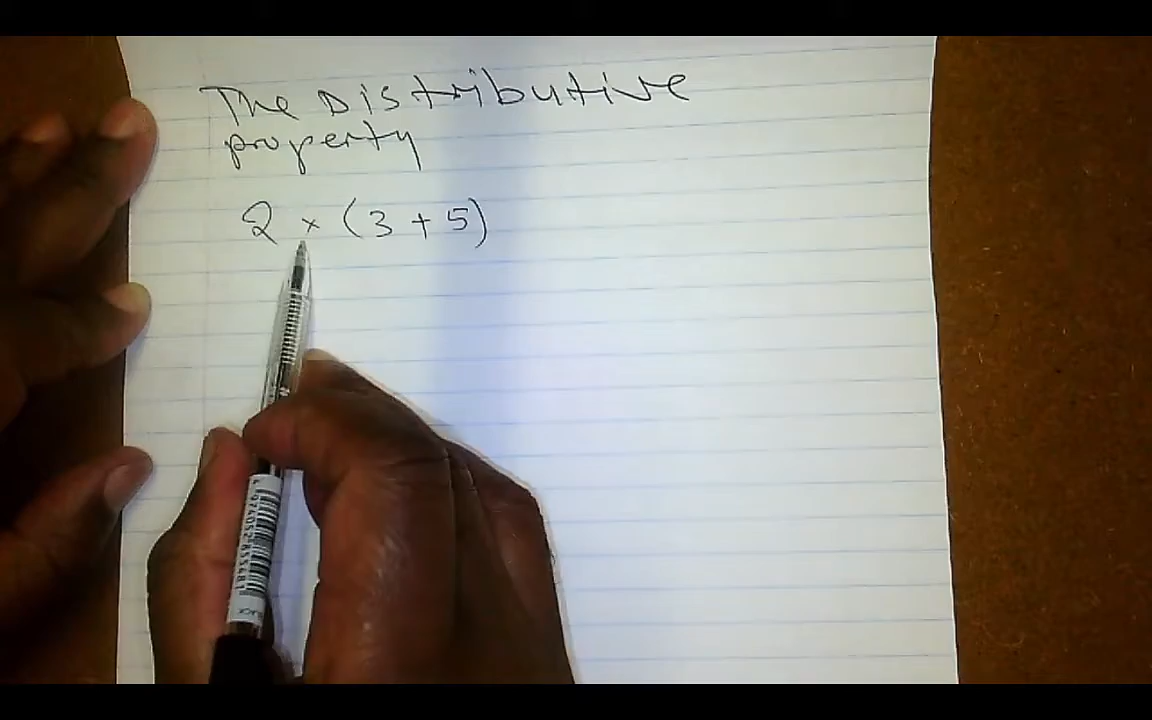 The Distributive
property
2 × (3 + 5)